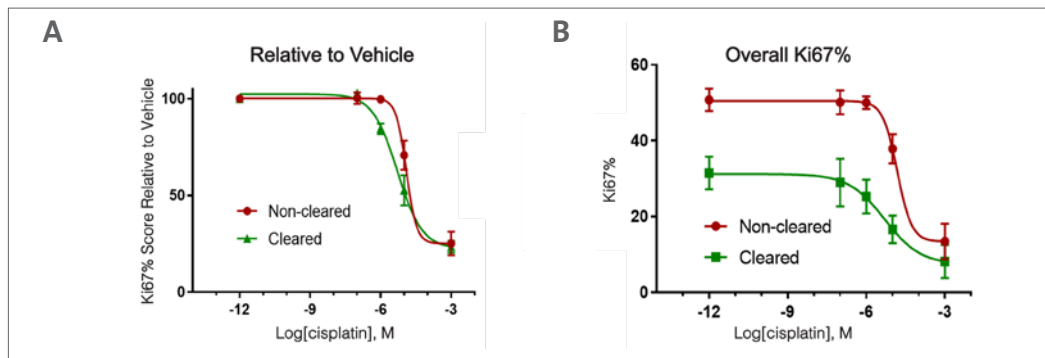 A
Relative to Vehicle
Ki67% Score Relative to Vehicle
100
50
0
Non-cleared
Cleared
-12 -9 -6 -3
Log[cisplatin], M
B
Overall Ki67%
Ki67%
60
40
20
0
Non-cleared
Cleared
-12 -9 -6 -3
Log[cisplatin], M